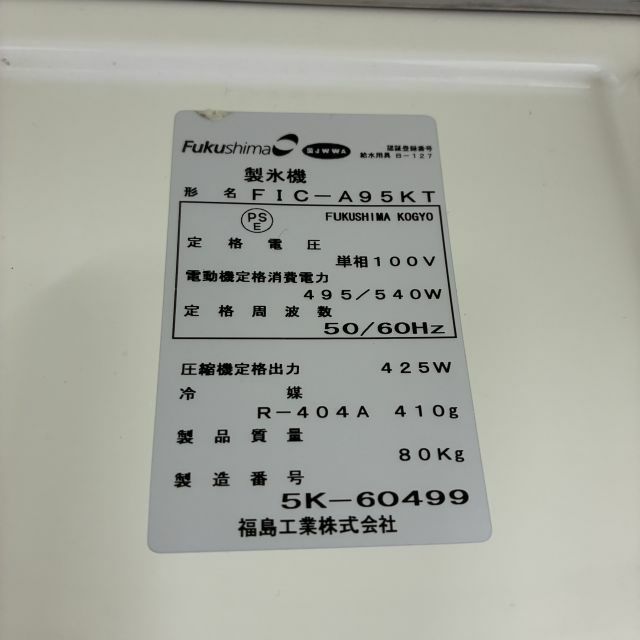 Fukushima JWWA 認証登録番号
給水用具 B-127
製氷機
形名 FIC-A95KT
PS
E
FUKUSHIMA KOGYO
定格電圧
単相100V
電動機定格消費電力
495/540W
定格周波数
50/60Hz
圧縮機定格出力 425W
冷媒
R-404A 410g
製品質量
80Kg
製造番号
5K-60499
福島工業株式会社